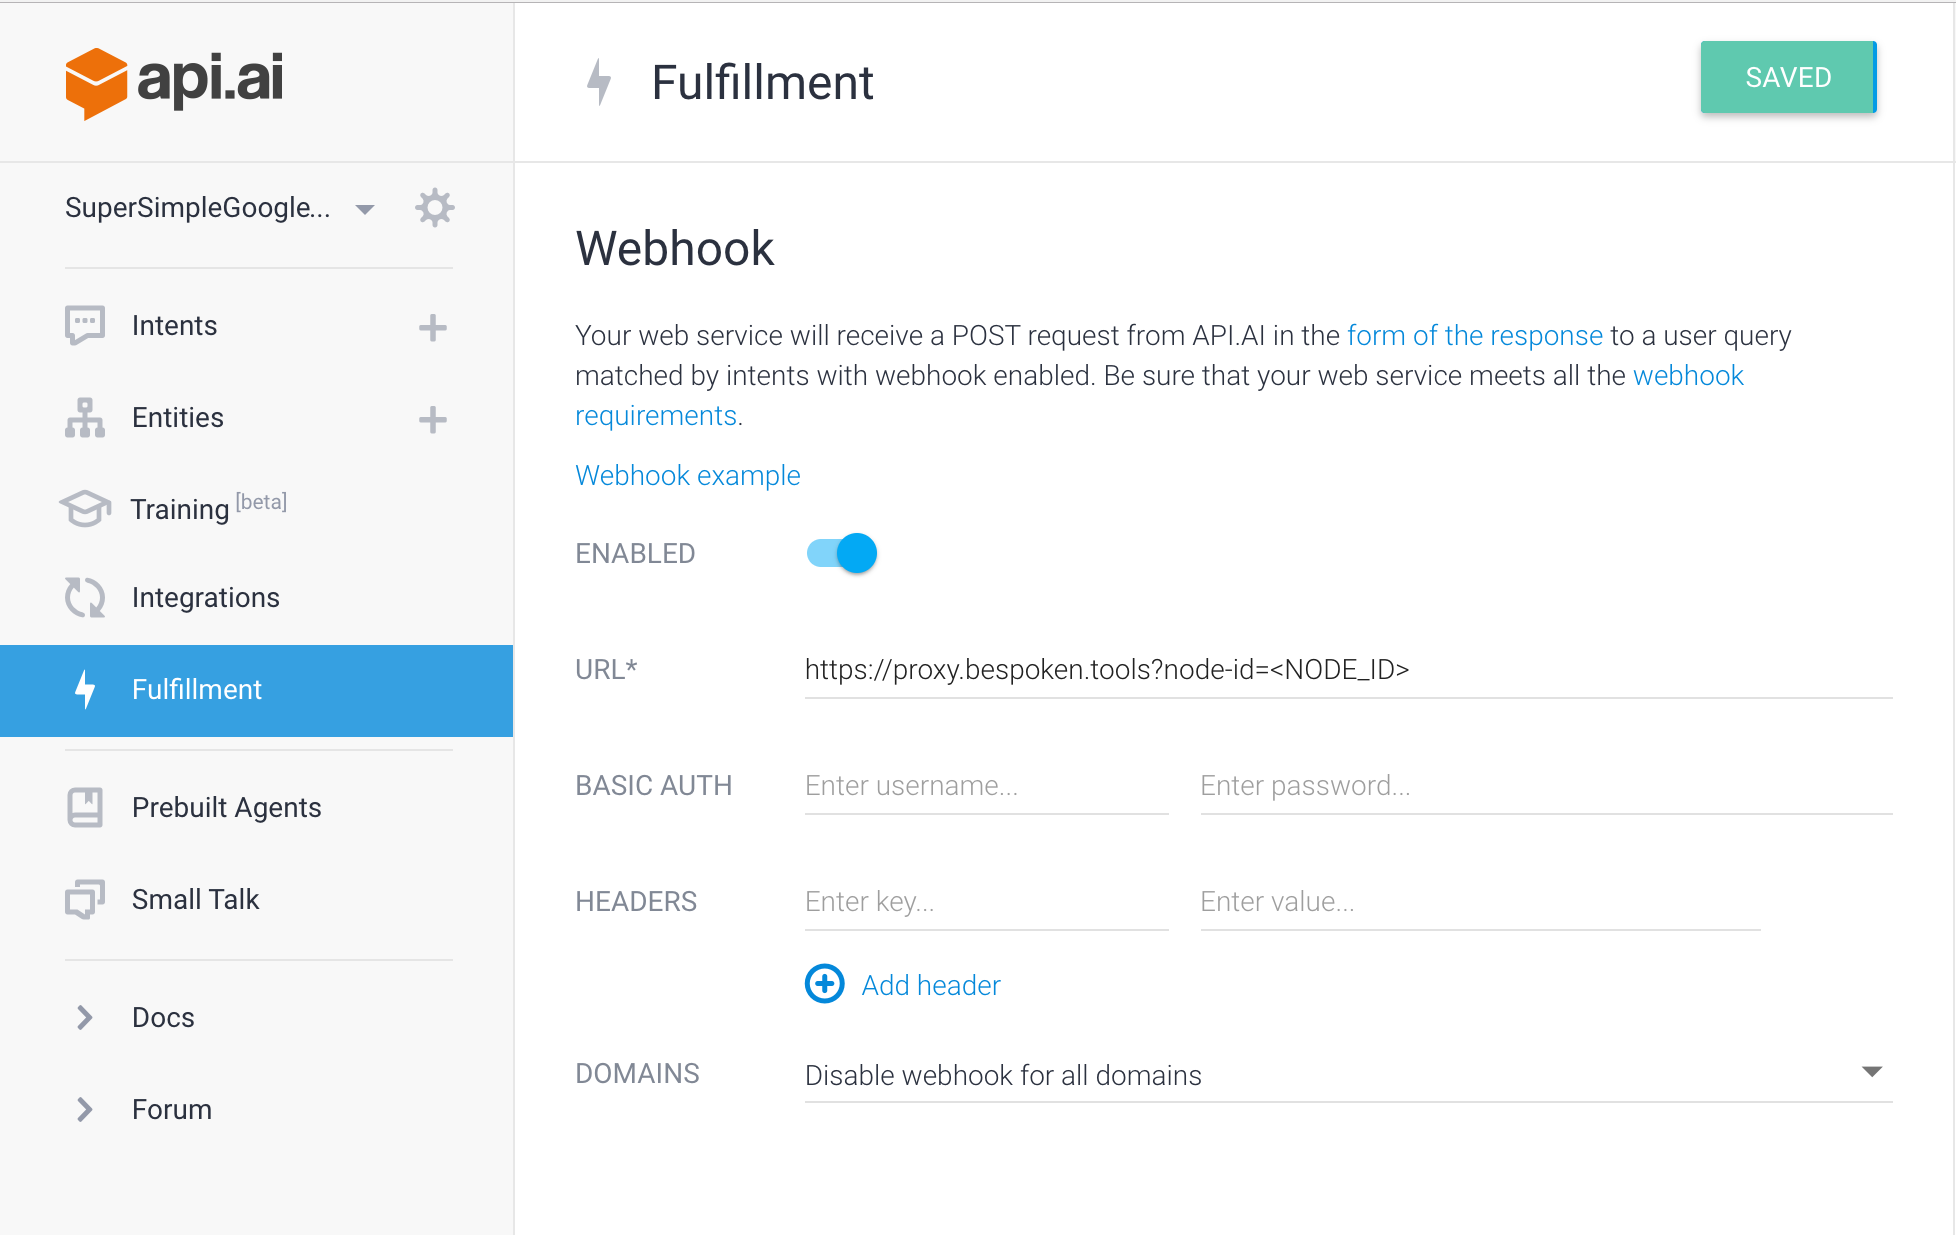 api.ai
Fulfillment
SAVED
SuperSimpleGoogle...
Intents
Entities
Training [beta]
Integrations
Fulfillment
Prebuilt Agents
Small Talk
Docs
Forum
Webhook
Your web service will receive a POST request from API.AI in the form of the response to a user query
matched by intents with webhook enabled. Be sure that your web service meets all the webhook
requirements.
Webhook example
ENABLED
URL* https://proxy.bespoken.tools?node-id=<NODE_ID>
BASIC AUTH Enter username... Enter password...
HEADERS Enter key... Enter value...
Add header
DOMAINS Disable webhook for all domains